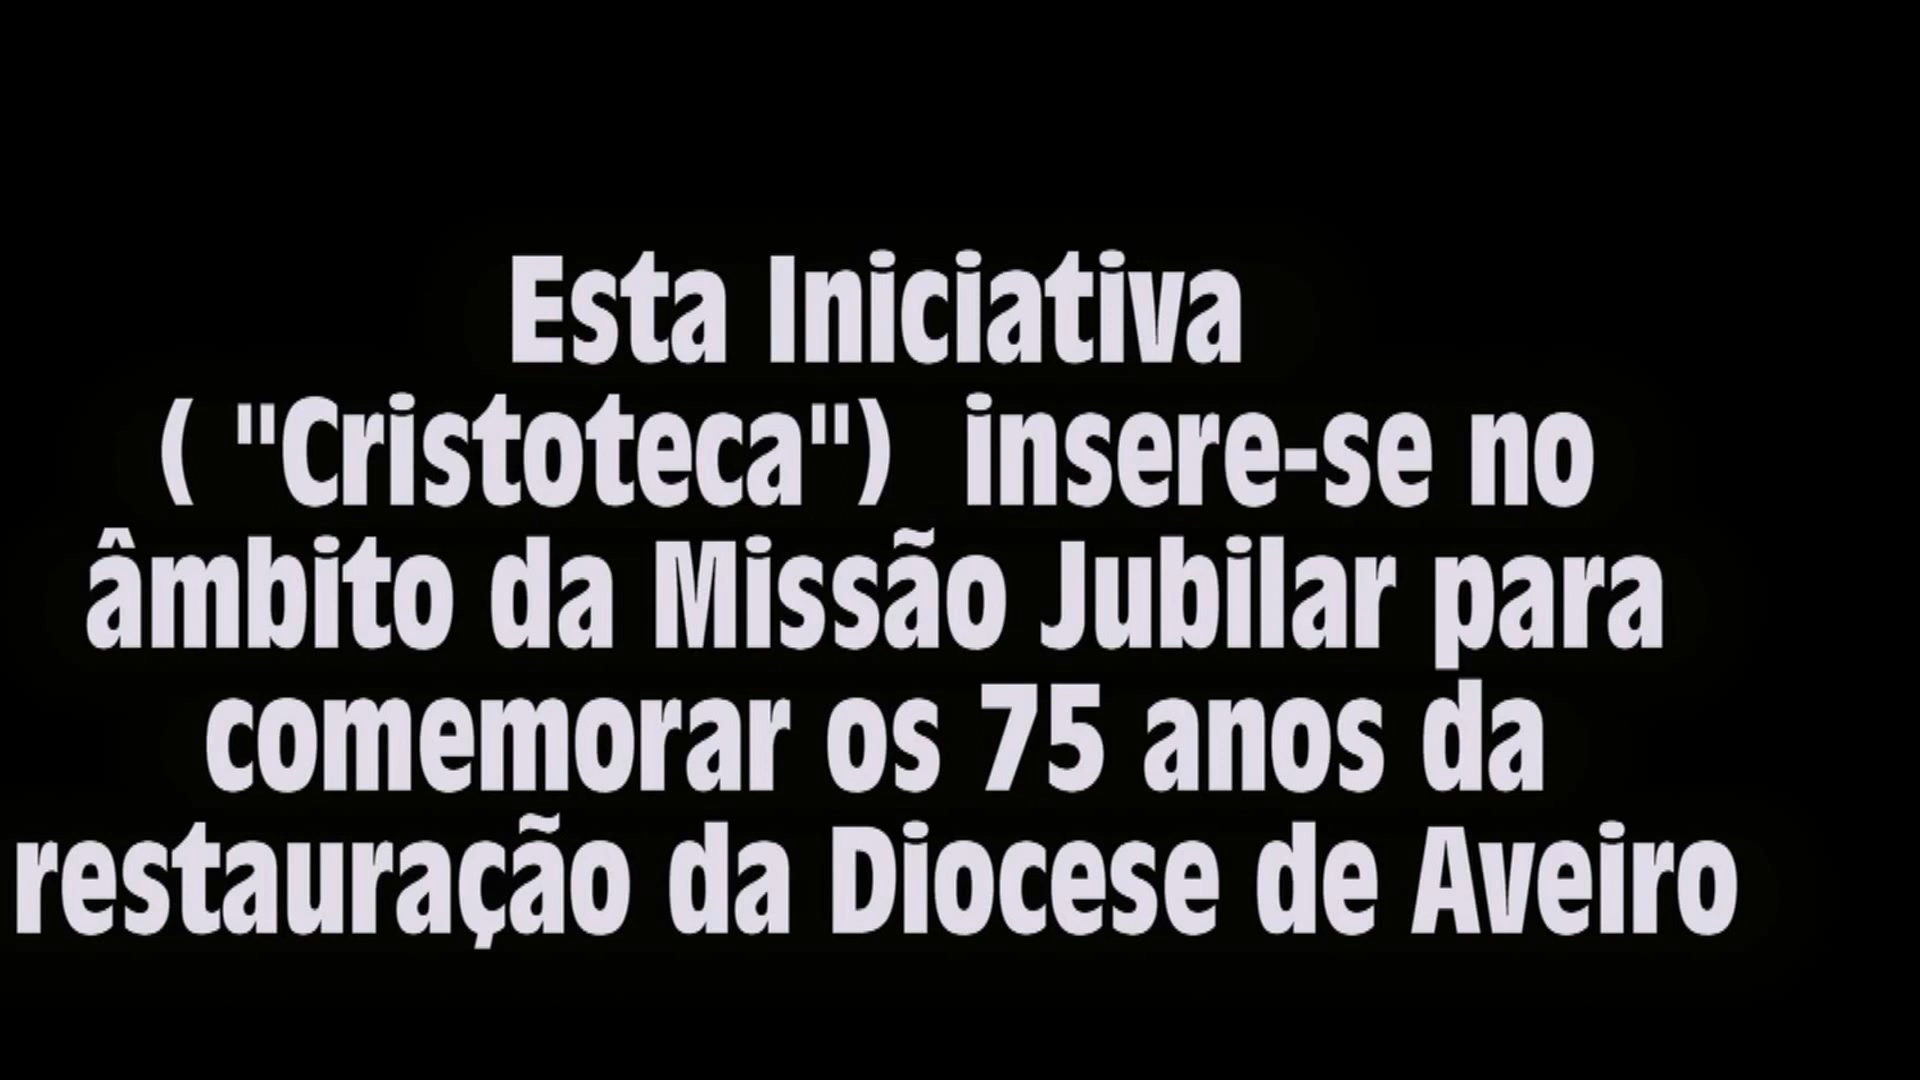 Esta Iniciativa
( "Cristoteca")  insere-se no
âmbito da Missão Jubilar para
comemorar os 75 anos da
restauração da Diocese de Aveiro